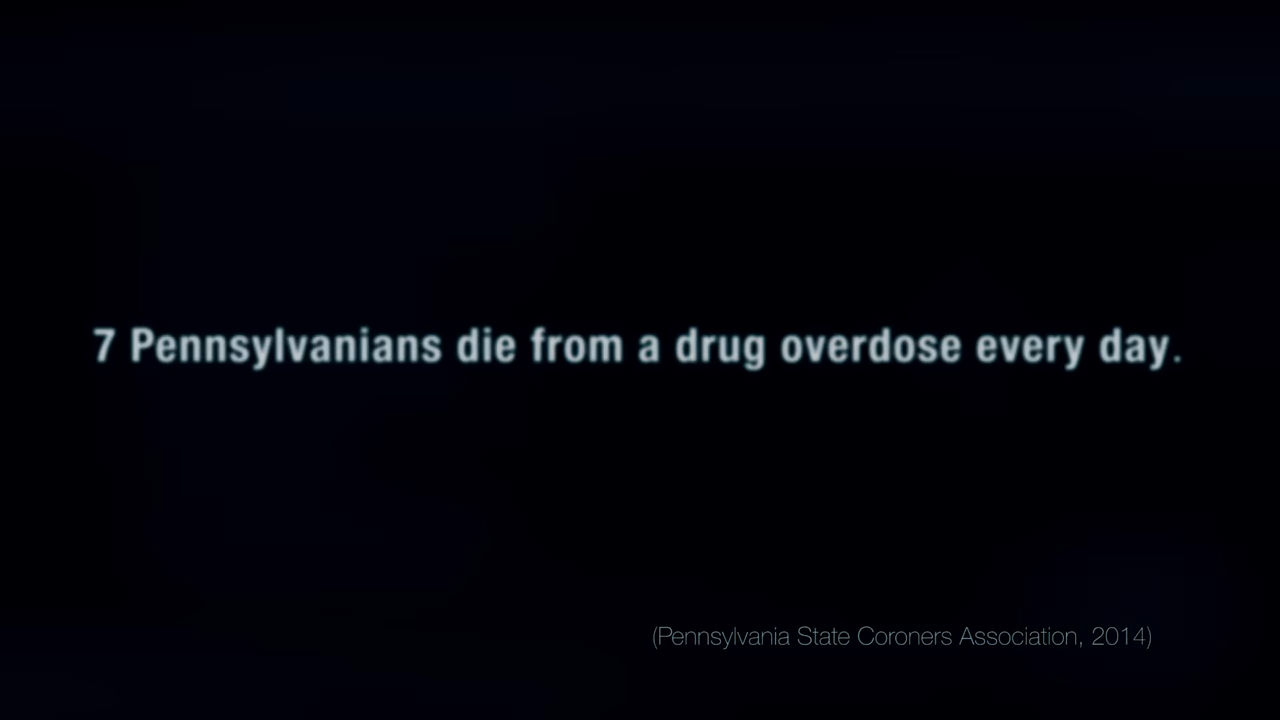 7 Pennsylvanians die from a drug overdose every day.
(Pennsylvania State Coroners Association, 2014)